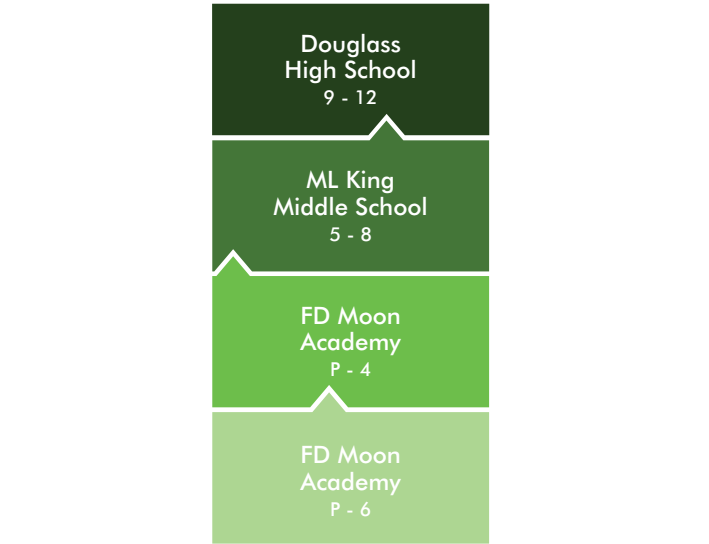 Douglass
High School
9 - 12
ML King
Middle School
5 - 8
FD Moon
Academy
P - 4
FD Moon
Academy
P - 6